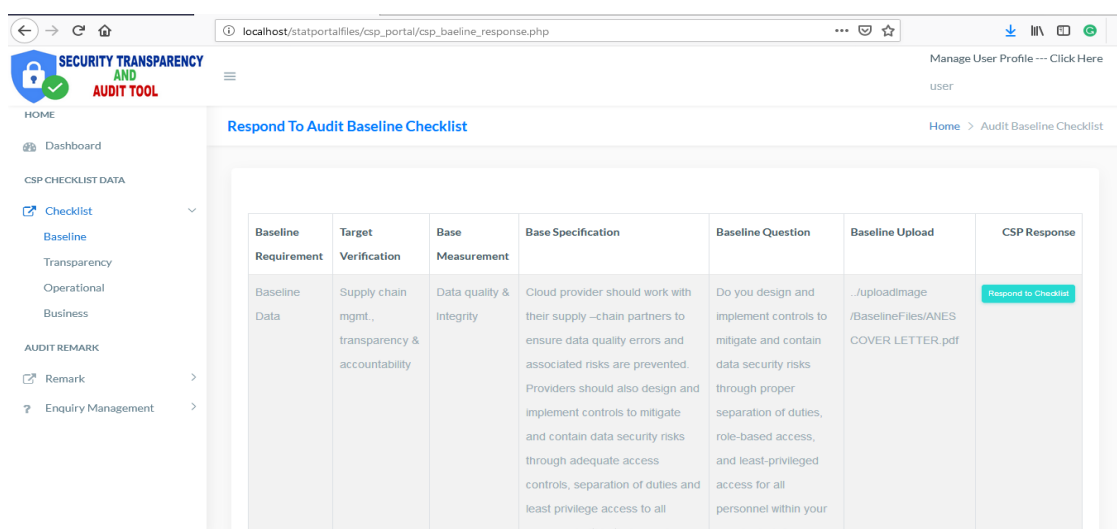 localhost/statportalfiles/csp_portal/csp_baeline_response.php
SECURITY TRANSPARENCY
AND
AUDIT TOOL
Manage User Profile --- Click Here
user
HOME
Dashboard
CSP CHECKLIST DATA
Checklist
Baseline
Transparency
Operational
Business
AUDIT REMARK
Remark
? Enquiry Management
Respond To Audit Baseline Checklist
Home > Audit Baseline Checklist
Baseline
Requirement
Target
Verification
Base
Measurement
Base Specification
Baseline Question
Baseline Upload
CSP Response
Baseline
Data
Supply chain
mgmt.,
transparency &
accountability
Data quality &
Integrity
Cloud provider should work with
their supply –chain partners to
ensure data quality errors and
associated risks are prevented.
Providers should also design and
implement controls to mitigate
and contain data security risks
through adequate access
controls, separation of duties and
least privilege access to all
Do you design and
implement controls to
mitigate and contain
data security risks
through proper
separation of duties,
role-based access,
and least-privileged
access for all
personnel within your
../uploadImage
/BaselineFiles/ANES
COVER LETTER.pdf
Respond to Checklist